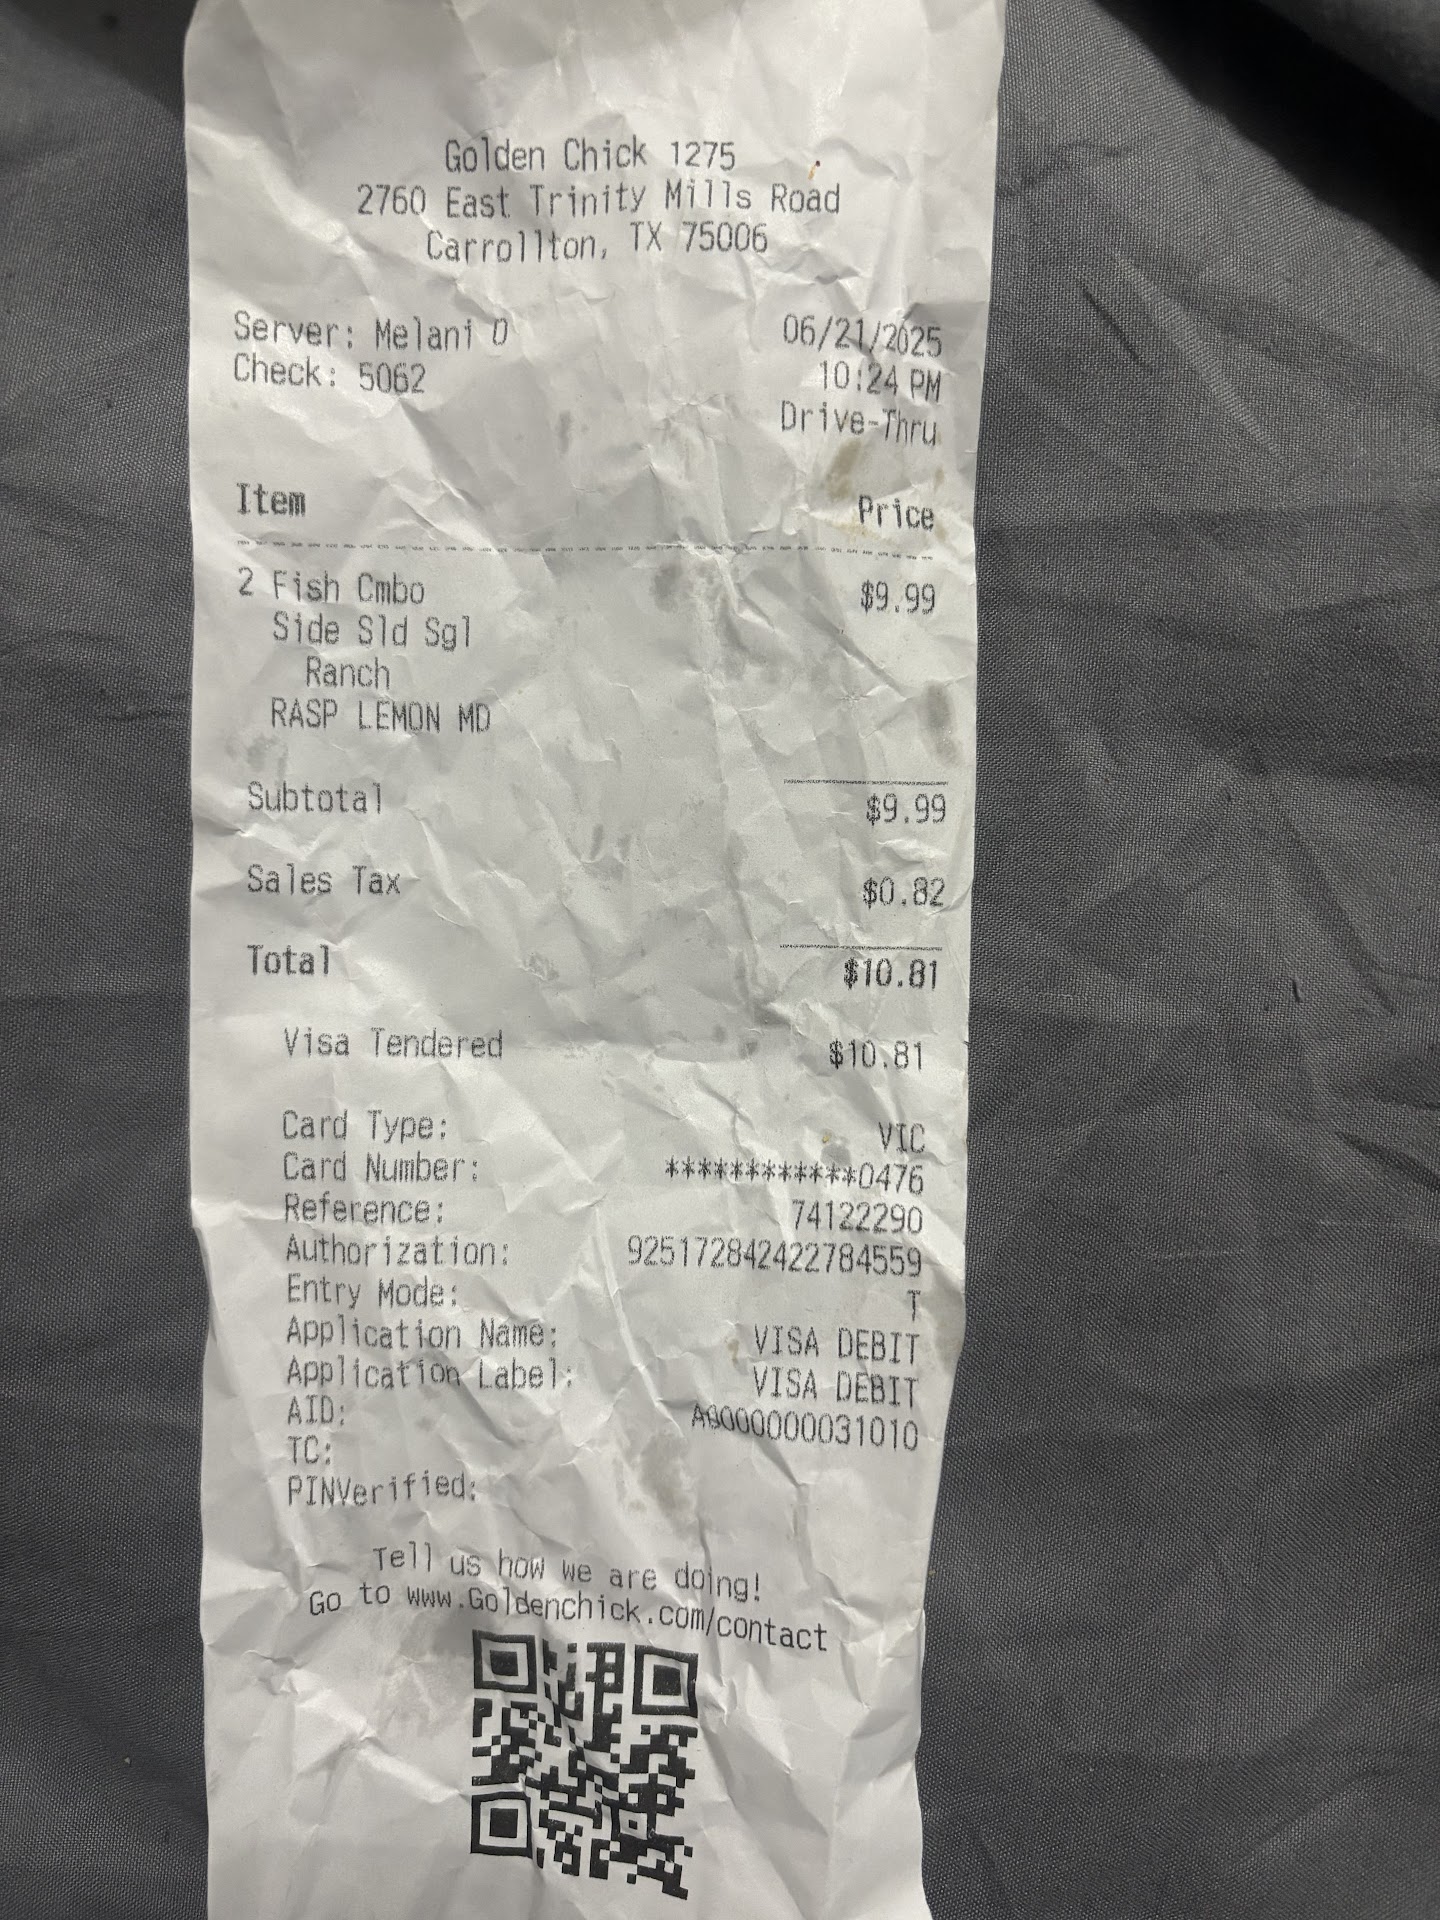 Golden Chick 1275
2760 East Trinity Mills Road
Carrollton, TX 75006
Server: Melani O 06/21/2025
Check: 5062 10:24 PM
Drive-Thru
Item Price
2 Fish Cmbo $9.99
Side Sld Sgl
Ranch
RASP LEMON MD
Subtotal $9.99
Sales Tax $0.82
Total $10.81
Visa Tendered $10.81
Card Type: VIC
Card Number: ************0476
Reference: 74122290
Authorization: 925172842422784559
Entry Mode: T
Application Name: VISA DEBIT
Application Label: VISA DEBIT
AID: A0000000031010
TC:
PINVerified:
Tell us how we are doing!
Go to www.Goldenchick.com/contact